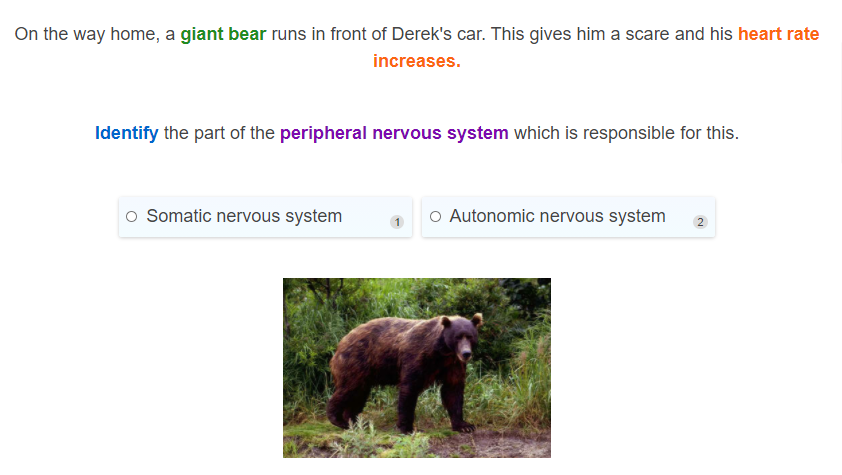 On the way home, a giant bear runs in front of Derek's car. This gives him a scare and his heart rate
increases.
Identify the part of the peripheral nervous system which is responsible for this.
Somatic nervous system 1
Autonomic nervous system 2